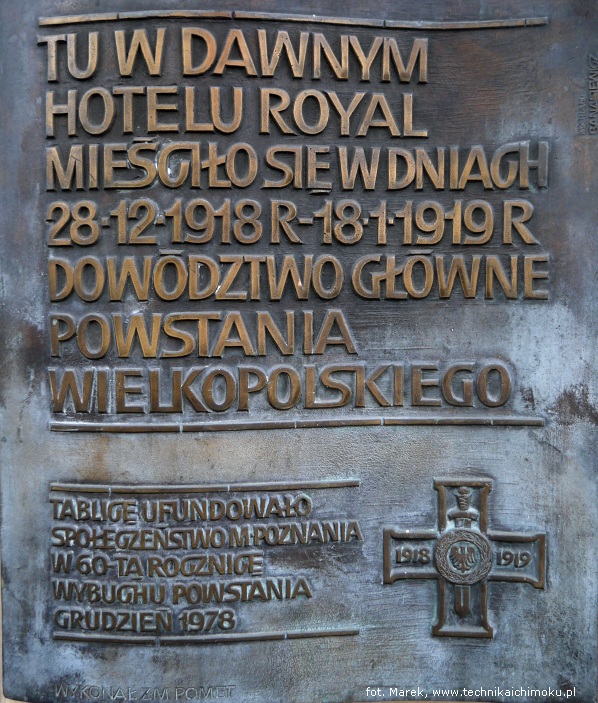 TU W DAWNYM
HOTELU ROYAL
MIEŚCIŁO SIĘ W DNIACH
28-12-1918 R-18-1-1919 R
DOWÓDZTWO GŁÓWNE
POWSTANIA
WIELKOPOLSKIEGO
TABLICĘ UFUNDOWAŁO
SPOŁECZEŃSTWO M·POZNANIA
W 60-TĄ ROCZNICĘ
WYBUCHU POWSTANIA
GRUDZIEŃ 1978
1918 1919
WYKONAŁ ZM POMET
fot. Marek, www.technikaichimoku.pl